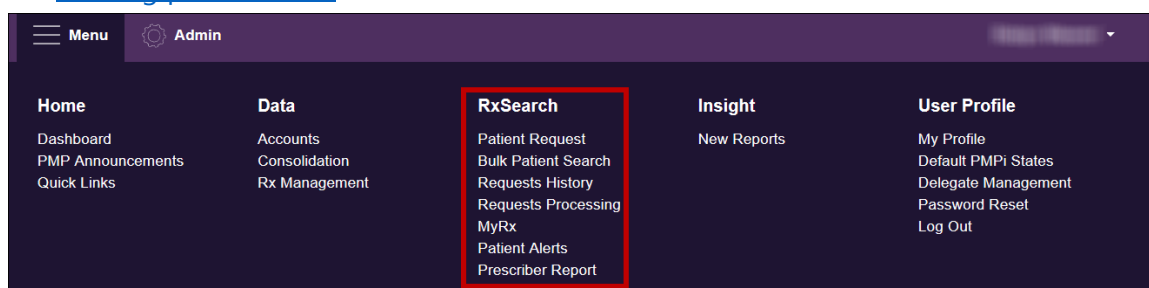 Menu Admin
Home
Dashboard
PMP Announcements
Quick Links
Data
Accounts
Consolidation
Rx Management
RxSearch
Patient Request
Bulk Patient Search
Requests History
Requests Processing
MyRx
Patient Alerts
Prescriber Report
Insight
New Reports
User Profile
My Profile
Default PMPi States
Delegate Management
Password Reset
Log Out